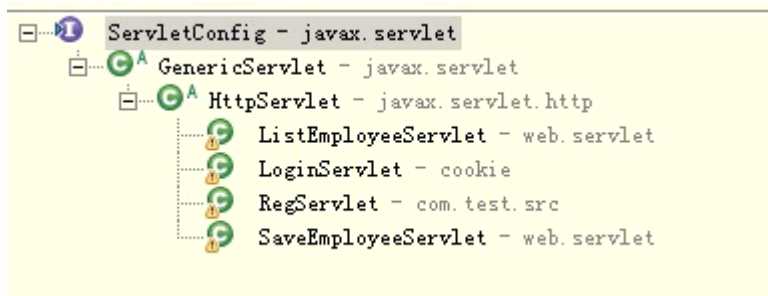 ServletConfig - javax.servlet
GenericServlet - javax.servlet
HttpServlet - javax.servlet.http
ListEmployeeServlet - web.servlet
LoginServlet - cookie
RegServlet - com.test.src
SaveEmployeeServlet - web.servlet